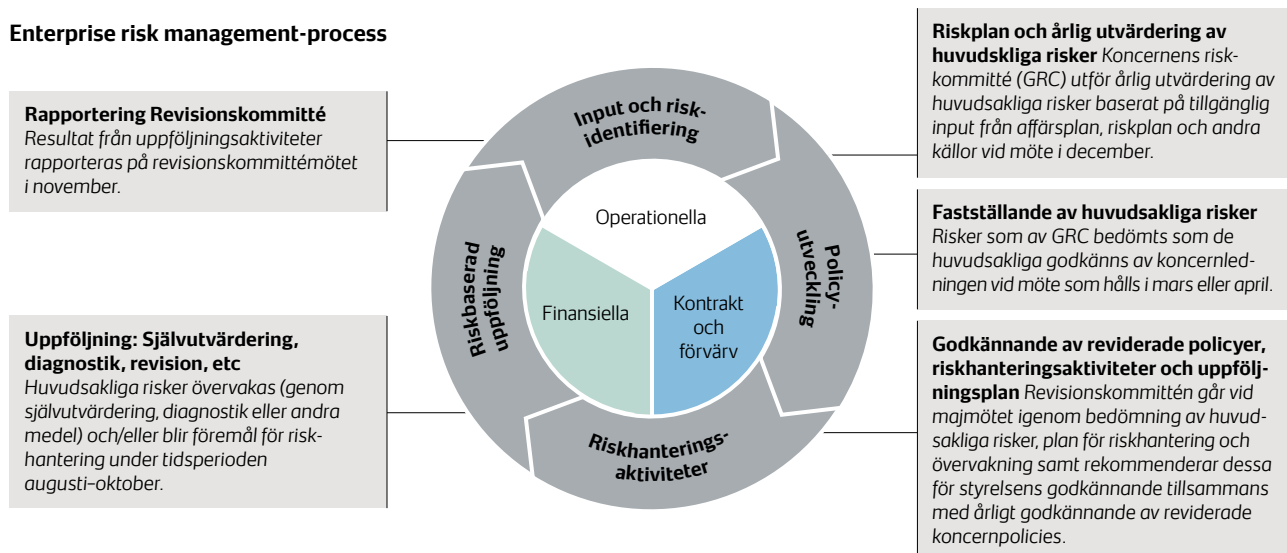 Enterprise risk management-process
Rapportering Revisionskommitté
Resultat från uppföljningsaktiviteter
rapporteras på revisionskommittémötet
i november.
Uppföljning: Självutvärdering,
diagnostik, revision, etc
Huvudsakliga risker övervakas (genom
självutvärdering, diagnostik eller andra
medel) och/eller blir föremål för risk-
hantering under tidsperioden
augusti–oktober.
Input och risk-
identifiering
Policy-
utveckling
Riskhanterings-
aktiviteter
Riskbaserad
uppföljning
Operationella
Finansiella
Kontrakt
och
förvärv
Riskplan och årlig utvärdering av
huvudskliga risker Koncernens risk-
kommitté (GRC) utför årlig utvärdering av
huvudsakliga risker baserat på tillgänglig
input från affärsplan, riskplan och andra
källor vid möte i december.
Fastställande av huvudsakliga risker
Risker som av GRC bedömts som de
huvudsakliga godkänns av koncernled-
ningen vid möte som hålls i mars eller april.
Godkännande av reviderade policyer,
riskhanteringsaktiviteter och uppfölj-
ningsplan Revisionskommittén går vid
majmötet igenom bedömning av huvud-
sakliga risker, plan för riskhantering och
övervakning samt rekommenderar dessa
för styrelsens godkännande tillsammans
med årligt godkännande av reviderade
koncernpolicies.